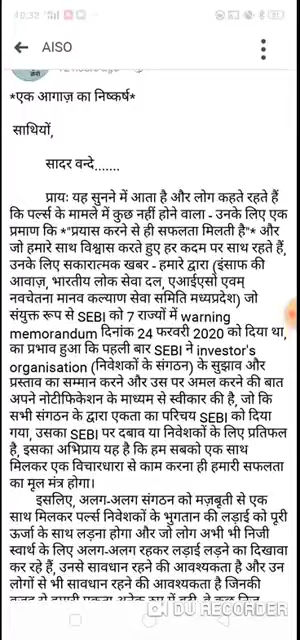 10:32
AISO
12 hours ago
*एक आगाज़ का निष्कर्ष*
साथियों,
सादर वन्दे.......
प्रायः यह सुनने में आता है और लोग कहते रहते हैं
कि पर्ल्स के मामले में कुछ नहीं होने वाला - उनके लिए एक
प्रमाण कि *"प्रयास करने से ही सफलता मिलती है"* और
जो हमारे साथ विश्वास करते हुए हर कदम पर साथ रहते हैं,
उनके लिए सकारात्मक खबर - हमारे द्वारा (इंसाफ की
आवाज़, भारतीय लोक सेवा दल, एआईएसओ एवम्
नवचेतना मानव कल्याण सेवा समिति मध्यप्रदेश) जो
संयुक्त रूप से SEBI को 7 राज्यों में warning
memorandum दिनांक 24 फरवरी 2020 को दिया था,
का प्रभाव हुआ कि पहली बार SEBI ने investor's
organisation (निवेशकों के संगठन) के सुझाव और
प्रस्ताव का सम्मान करने और उस पर अमल करने की बात
अपने नोटीफिकेशन के माध्यम से स्वीकार की है, जो कि
सभी संगठन के द्वारा एकता का परिचय SEBI को दिया
गया, उसका SEBI पर दबाव या निवेशकों के लिए प्रतिफल
है, इसका अभिप्राय यह है कि हम सबको एक साथ
मिलकर एक विचारधारा से काम करना ही हमारी सफलता
का मूल मंत्र होगा।
इसलिए, अलग-अलग संगठन को मज़बूती से एक
साथ मिलकर पर्ल्स निवेशकों के भुगतान की लड़ाई को पूरी
ऊर्जा के साथ लड़ना होगा और जो लोग अभी भी निजी
स्वार्थ के लिए अलग-अलग रहकर लड़ाई लड़ने का दिखावा
कर रहे हैं, उनसे सावधान रहने की आवश्यकता है और उन
लोगों से भी सावधान रहने की आवश्यकता है जिनकी
DU RECORDER